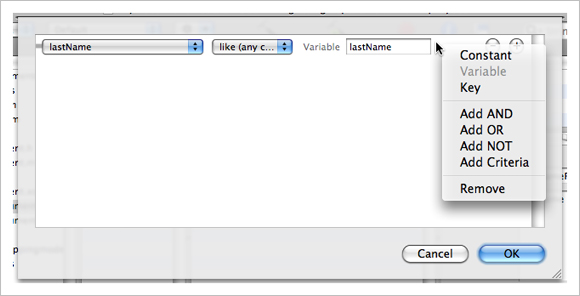 lastName like (any c... Variable lastName
Constant
Variable
Key
Add AND
Add OR
Add NOT
Add Criteria
Remove
Cancel OK